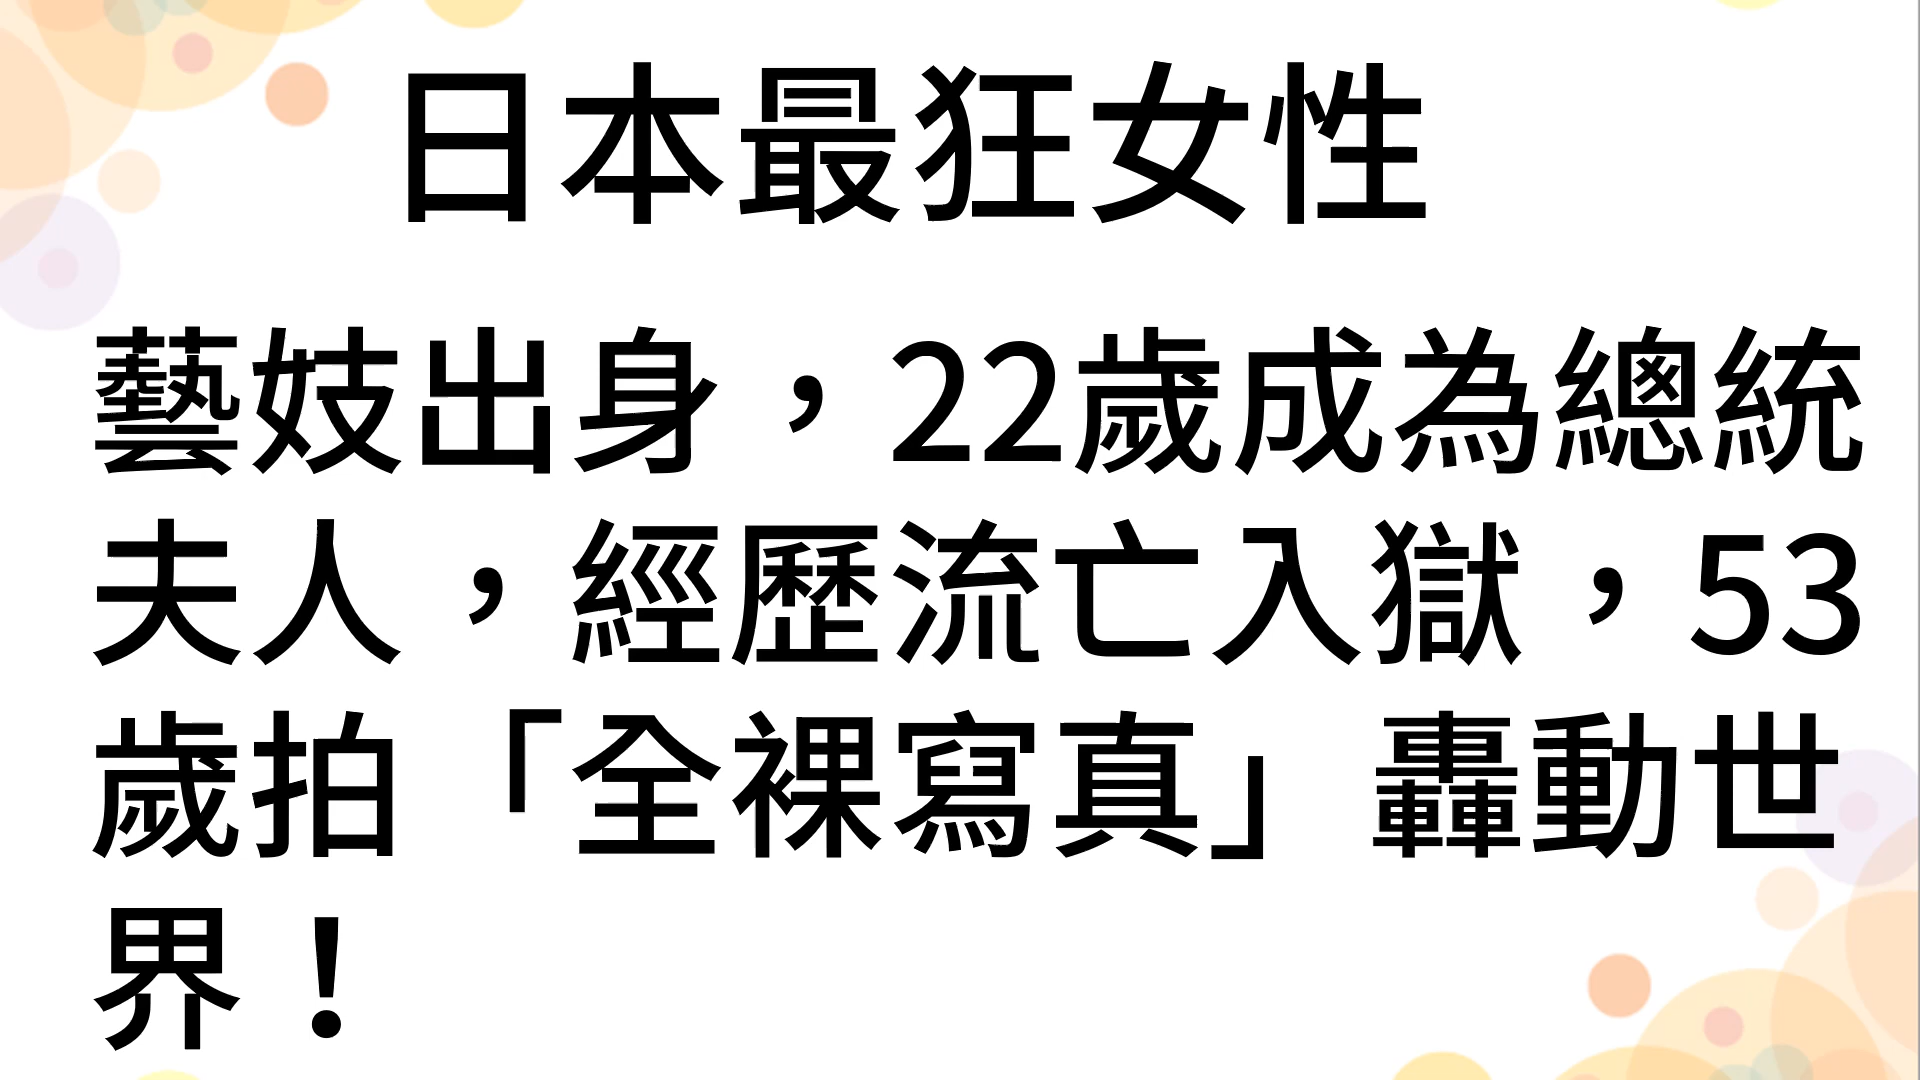 日本最狂女性
藝妓出身，22歲成為總統
夫人，經歷流亡入獄，53
歲拍「全裸寫真」轟動世
界！